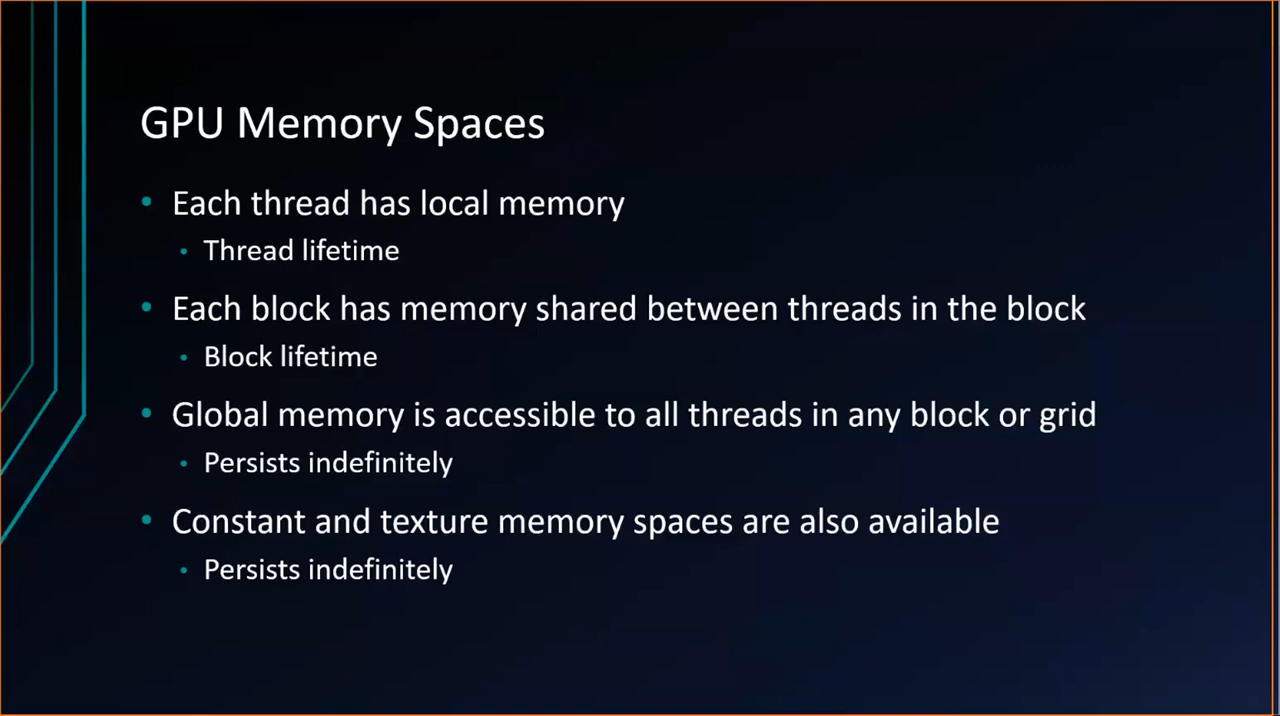 GPU Memory Spaces
• Each thread has local memory
• Thread lifetime
• Each block has memory shared between threads in the block
• Block lifetime
• Global memory is accessible to all threads in any block or grid
• Persists indefinitely
• Constant and texture memory spaces are also available
• Persists indefinitely